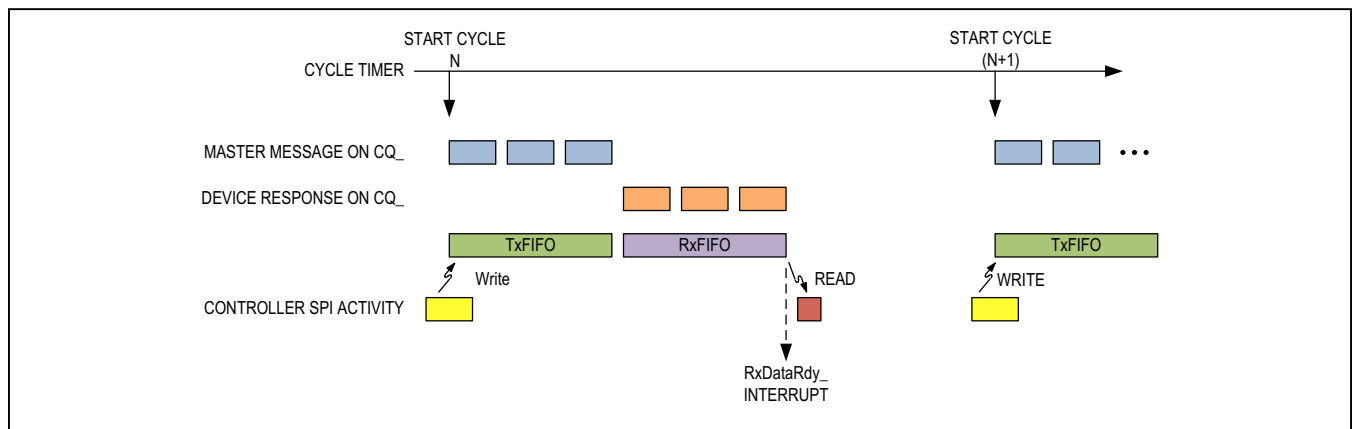 START CYCLE
N
START CYCLE
(N+1)
CYCLE TIMER
MASTER MESSAGE ON CQ_
•••
DEVICE RESPONSE ON CQ_
TxFIFO
RxFIFO
TxFIFO
Write
READ
WRITE
CONTROLLER SPI ACTIVITY
RxDataRdy_
INTERRUPT